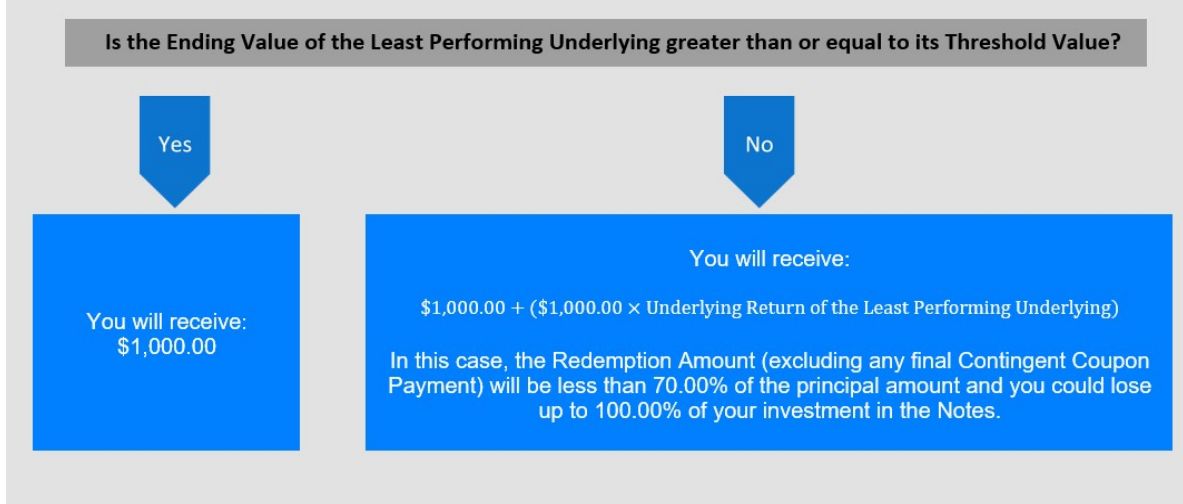 Is the Ending Value of the Least Performing Underlying greater than or equal to its Threshold Value?
Yes
No
You will receive:
$1,000.00
You will receive:
$1,000.00 + ($1,000.00 × Underlying Return of the Least Performing Underlying)
In this case, the Redemption Amount (excluding any final Contingent Coupon
Payment) will be less than 70.00% of the principal amount and you could lose
up to 100.00% of your investment in the Notes.